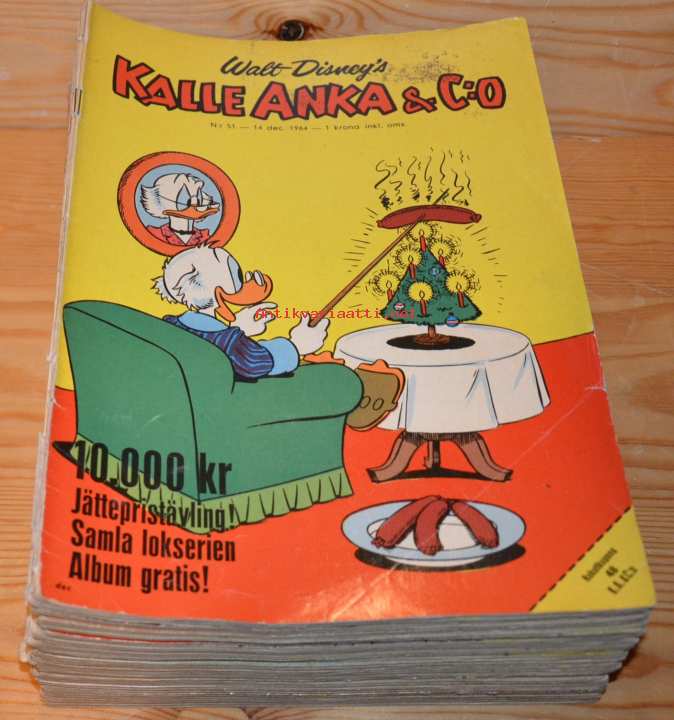 Walt Disney's
KALLE ANKA & C:O
Nr 51 — 14 dec. 1964 — 1 krona inkl. oms
Antikvariaatti.net
10.000 kr
Jättepristävling!
Samla lokserien
Album gratis!
48